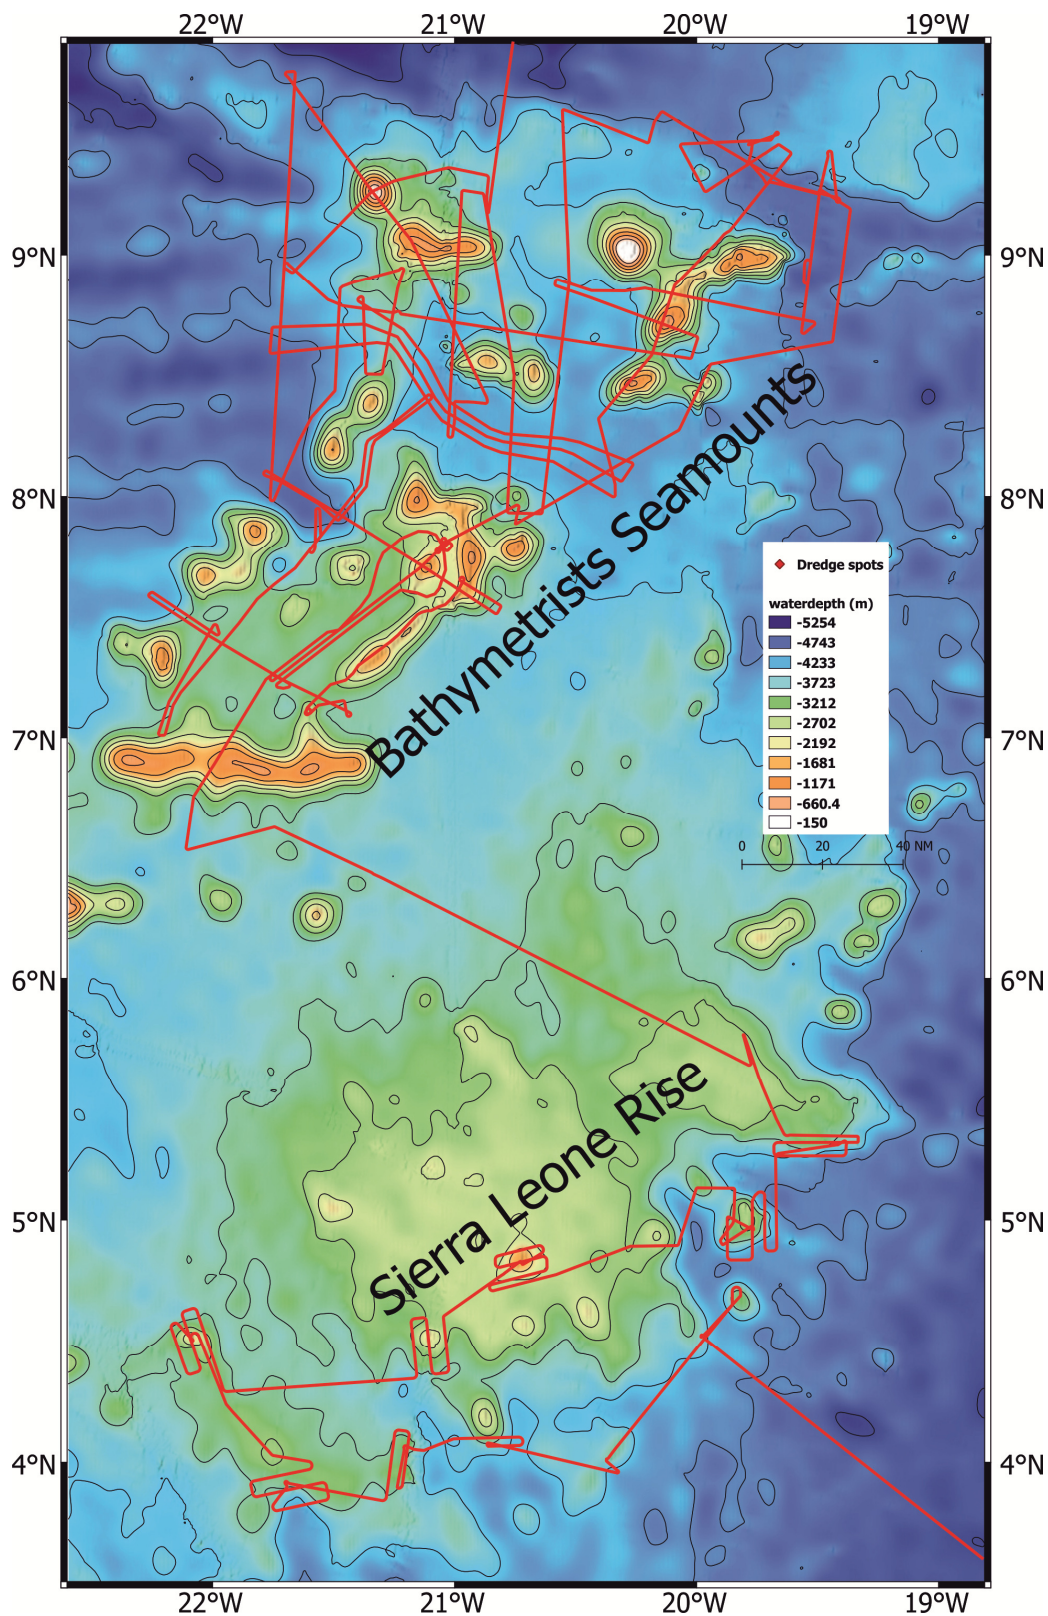 22°W 21°W 20°W 19°W
9°N 9°N
8°N 8°N
Bathymetrists Seamounts
Dredge spots
waterdepth (m)
-5254
-4743
-4233
-3723
-3212
-2702
-2192
-1681
-1171
-660.4
-150
7°N 7°N
0 20 40 NM
6°N 6°N
Sierra Leone Rise
5°N 5°N
4°N 4°N
22°W 21°W 20°W 19°W